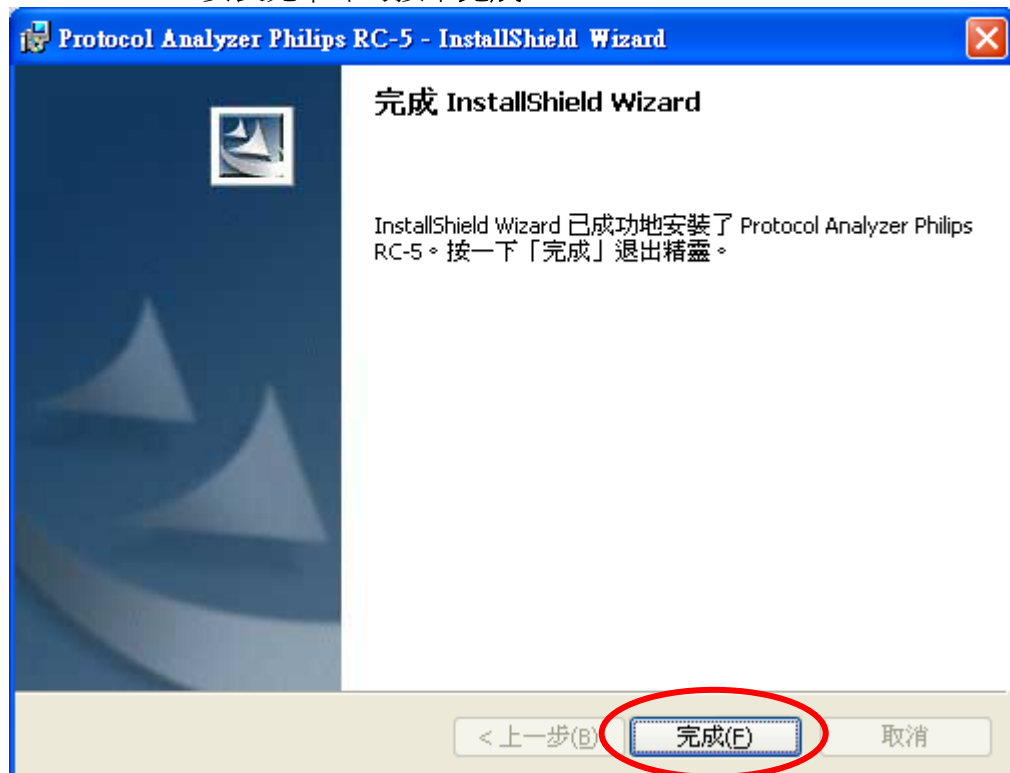 Protocol Analyzer Philips RC-5 - InstallShield Wizard
完成 InstallShield Wizard
InstallShield Wizard 已成功地安裝了 Protocol Analyzer Philips
RC-5。按一下「完成」退出精靈。
< 上一步(B)
完成(F)
取消